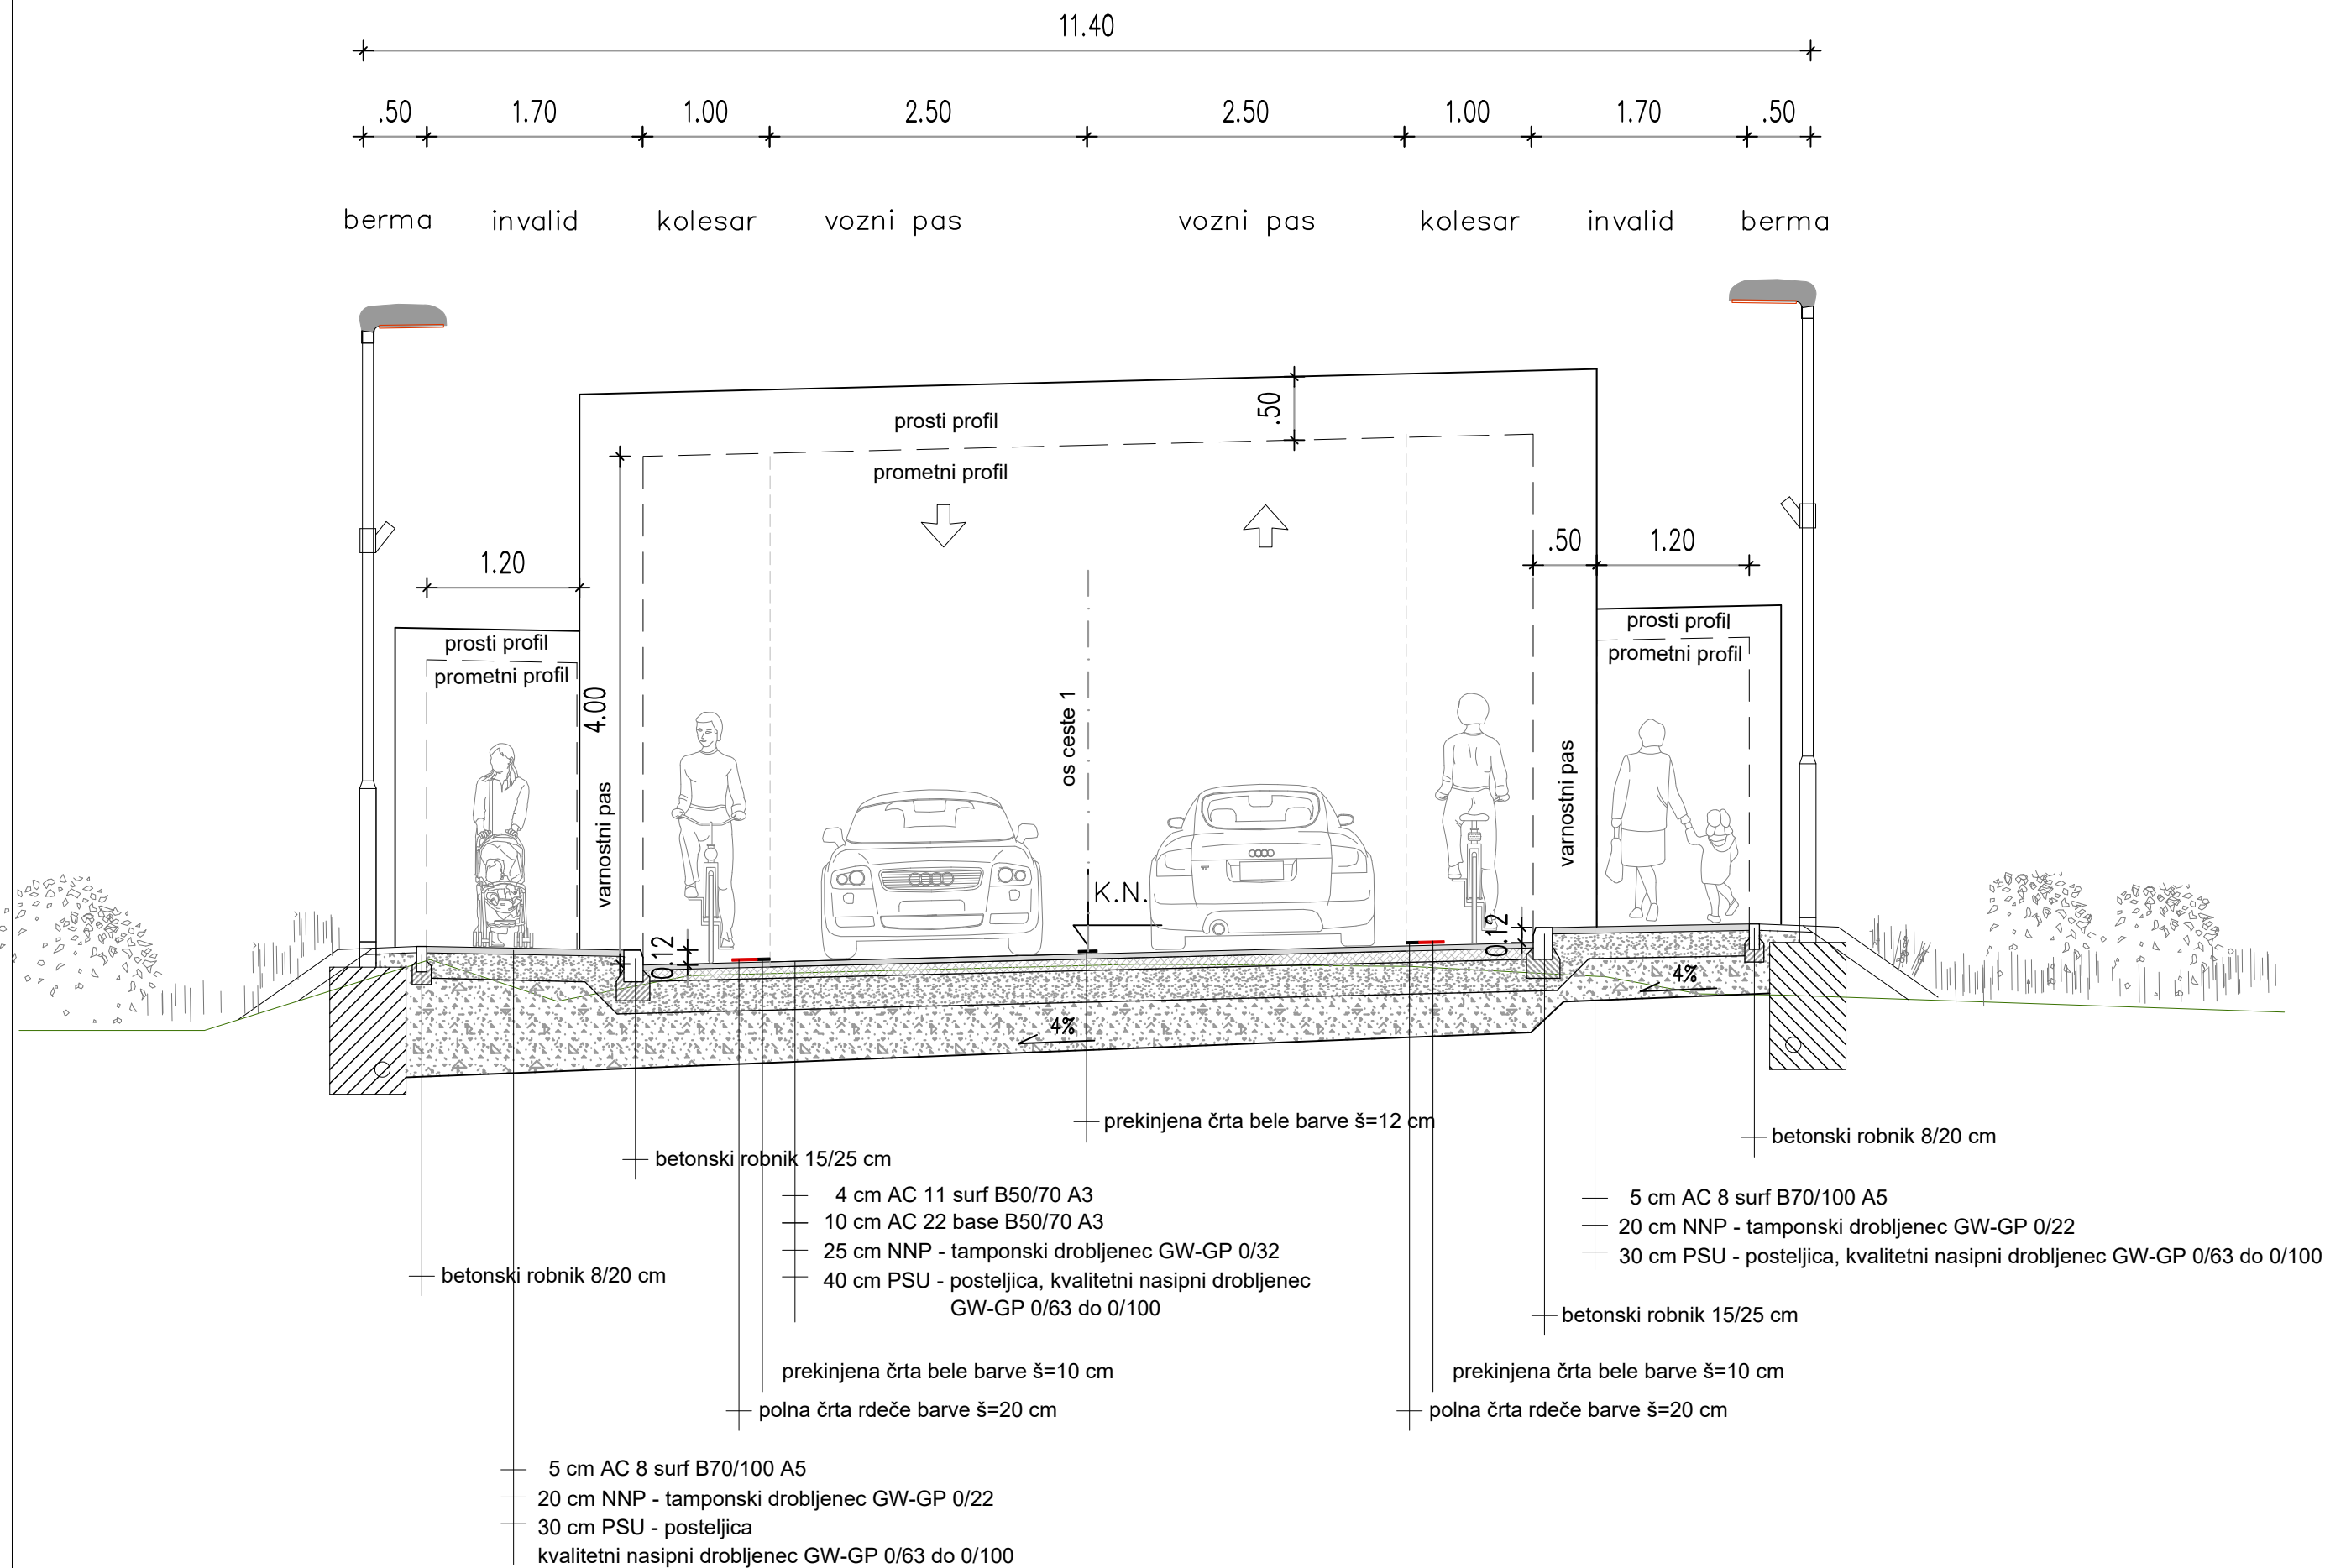 11.40
.50 1.70 1.00 2.50 2.50 1.00 1.70 .50
berma invalid kolesar vozni pas vozni pas kolesar invalid berma
.50
prosti profil
prometni profil
.50 1.20
1.20
prosti profil
prometni profil
prosti profil
prometni profil
4.00
os ceste 1
varnostni pas
varnostni pas
K.N.
0.12
0.12
4%
4%
prekinjena črta bele barve š=12 cm
betonski robnik 8/20 cm
betonski robnik 15/25 cm
4 cm AC 11 surf B50/70 A3
10 cm AC 22 base B50/70 A3
25 cm NNP - tamponski drobljenec GW-GP 0/32
40 cm PSU - posteljica, kvalitetni nasipni drobljenec
GW-GP 0/63 do 0/100
5 cm AC 8 surf B70/100 A5
20 cm NNP - tamponski drobljenec GW-GP 0/22
30 cm PSU - posteljica, kvalitetni nasipni drobljenec GW-GP 0/63 do 0/100
betonski robnik 8/20 cm
betonski robnik 15/25 cm
prekinjena črta bele barve š=10 cm
prekinjena črta bele barve š=10 cm
polna črta rdeče barve š=20 cm
polna črta rdeče barve š=20 cm
5 cm AC 8 surf B70/100 A5
20 cm NNP - tamponski drobljenec GW-GP 0/22
30 cm PSU - posteljica
kvalitetni nasipni drobljenec GW-GP 0/63 do 0/100